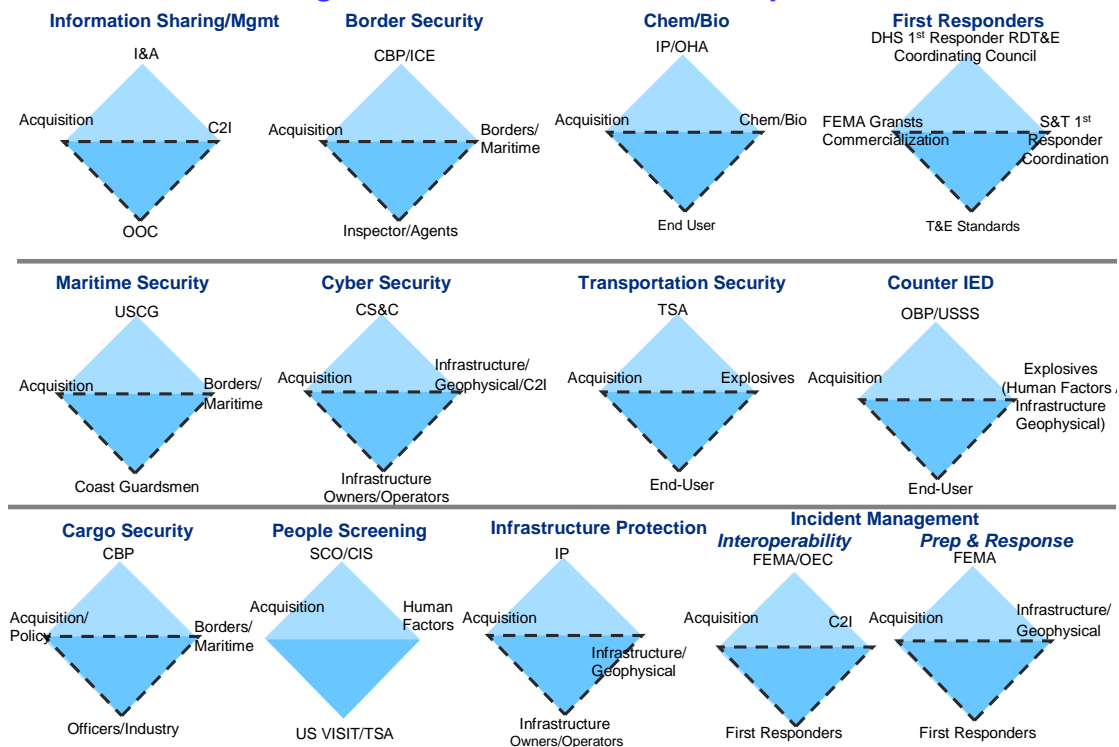 Information Sharing/Mgmt
I&A
Acquisition
C2I
OOC
Border Security
CBP/ICE
Acquisition
Borders/
Maritime
Inspector/Agents
Chem/Bio
IP/OHA
Acquisition
Chem/Bio
End User
First Responders
DHS 1st Responder RDT&E
Coordinating Council
FEMA Gransts
Commercialization
S&T 1st
Responder
Coordination
T&E Standards
Maritime Security
USCG
Acquisition
Borders/
Maritime
Coast Guardsmen
Cyber Security
CS&C
Acquisition
Infrastructure/
Geophysical/C2I
Infrastructure
Owners/Operators
Transportation Security
TSA
Acquisition
Explosives
End-User
Counter IED
OBP/USSS
Acquisition
Explosives
(Human Factors /
Infrastructure
Geophysical)
End-User
Cargo Security
CBP
Acquisition/
Policy
Borders/
Maritime
Officers/Industry
People Screening
SCO/CIS
Acquisition
Human
Factors
US VISIT/TSA
Infrastructure Protection
IP
Acquisition
Infrastructure/
Geophysical
Infrastructure
Owners/Operators
Incident Management
Interoperability
FEMA/OEC
Acquisition
C2I
First Responders
Prep & Response
FEMA
Acquisition
Infrastructure/
Geophysical
First Responders